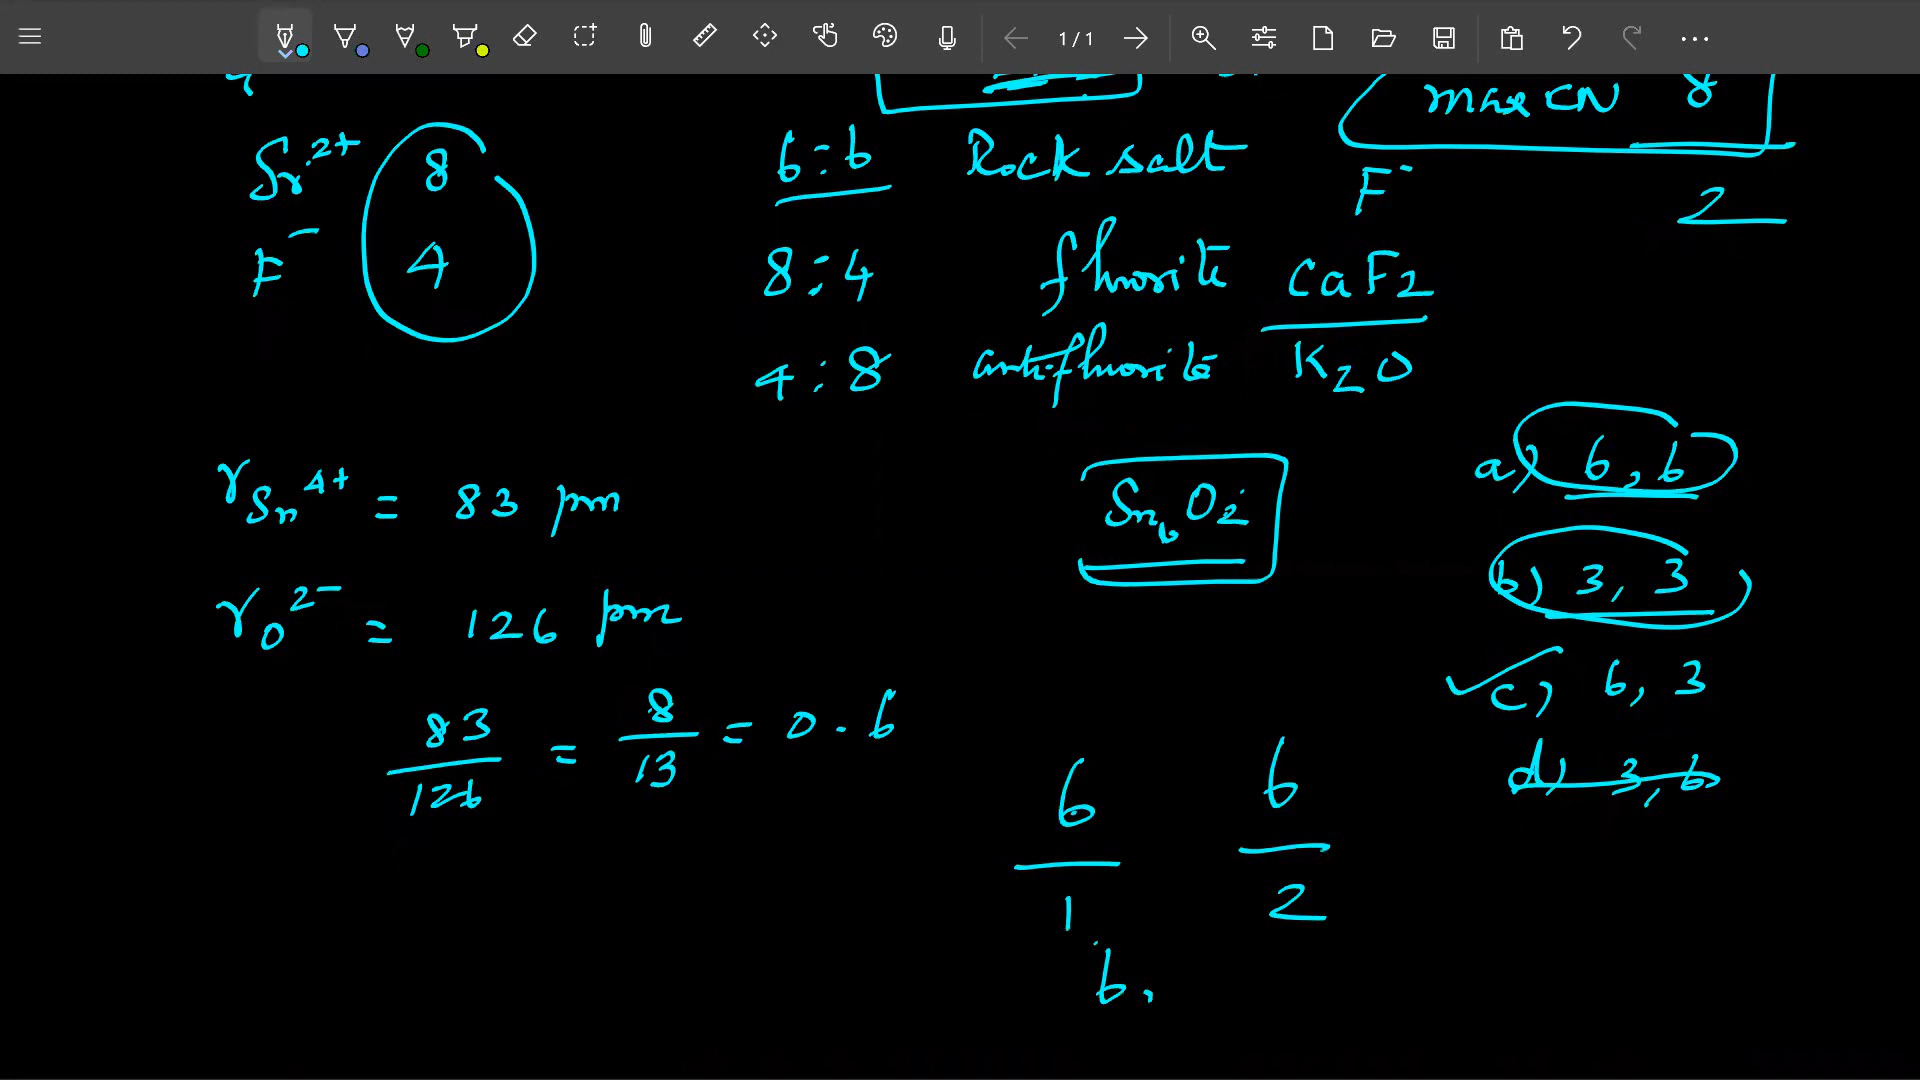 1 / 1
max CN 8
Sr2+ 8 6 : 6 Rock salt F- 2
F- 4 8 : 4 fluorite CaF2
4 : 8 antifluorite K2O
a) 6, 6
rSn4+ = 83 pm Sn6O2
b) 3, 3
rO2- = 126 pm
c) 6, 3
83/126 = 8/13 = 0.6
d) 3, 6
6/1 6/2
6,